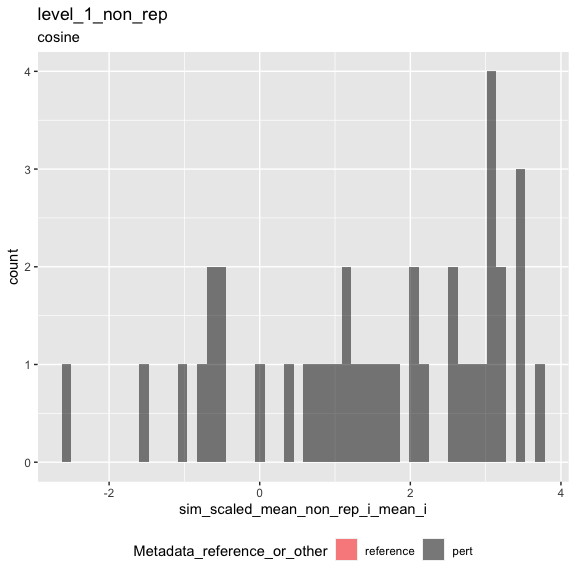 level_1_non_rep
cosine
4
3
2
1
0
count
-2
0
2
4
sim_scaled_mean_non_rep_i_mean_i
Metadata_reference_or_other
reference
pert